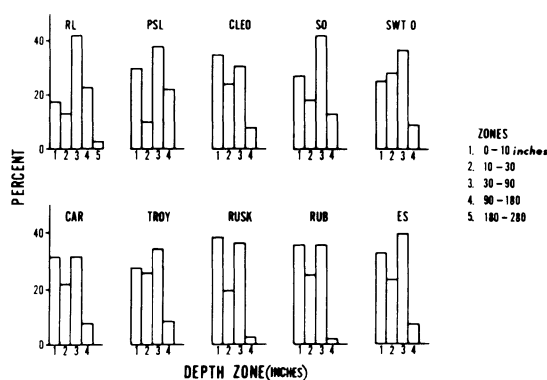 RL PSL CLEO SO SWT O
40
20
0
1 2 3 4 5 1 2 3 4 1 2 3 4 1 2 3 4 1 2 3 4
PERCENT
ZONES
1. 0-10 inches
2. 10-30
3. 30-90
4. 90-180
5. 180-280
CAR TROY RUSK RUB ES
40
20
0
1 2 3 4 1 2 3 4 1 2 3 4 1 2 3 4 1 2 3 4
DEPTH ZONE(INCHES)